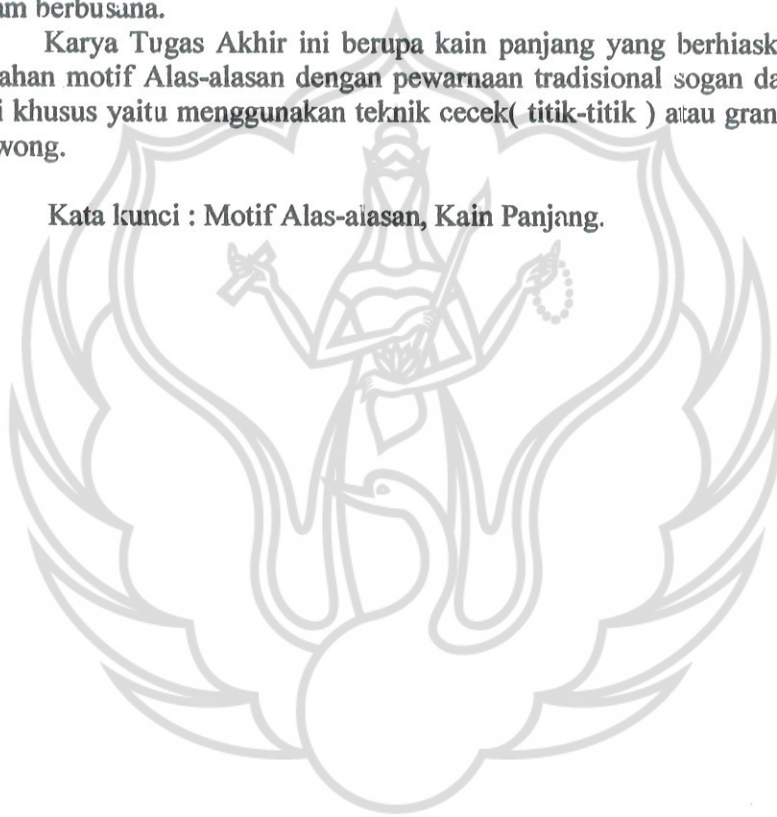 am berbusana.
Karya Tugas Akhir ini berupa kain panjang yang berhiask
ahan motif Alas-alasan dengan pewarnaan tradisional sogan da
i khusus yaitu menggunakan teknik cecek( titik-titik ) atau gran
wong.
Kata kunci : Motif Alas-alasan, Kain Panjang.